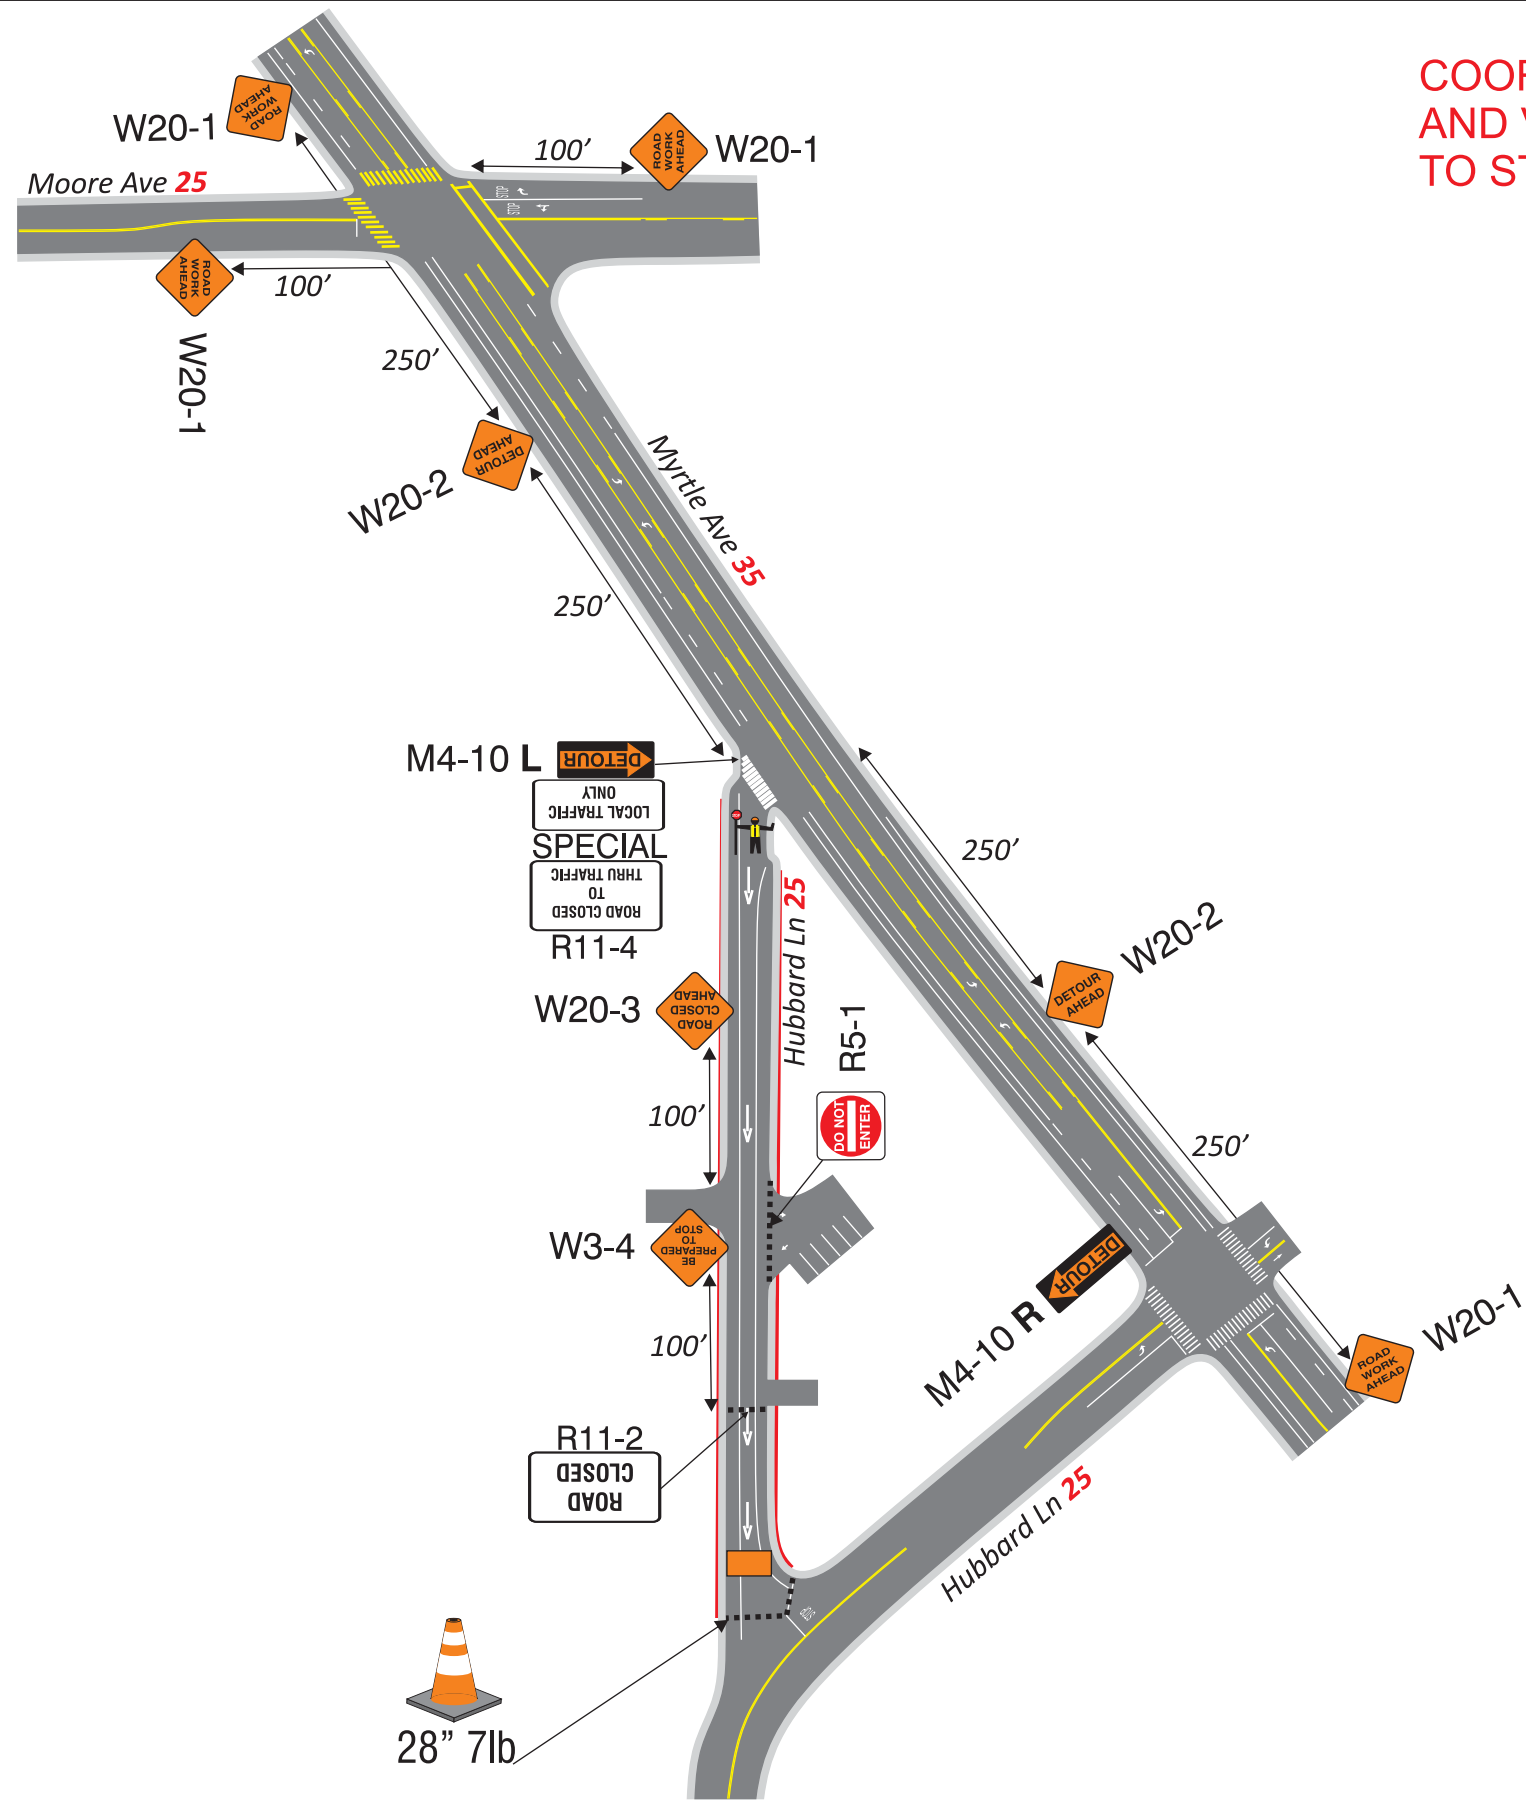 COOR
AND
TO ST
ROAD
WORK
AHEAD
W20-1
100'
ROAD
WORK
AHEAD
W20-1
Moore Ave 25
STOP
STOP
ROAD
WORK
AHEAD
100'
W20-1
250'
DETOUR
AHEAD
W20-2
Myrtle Ave 35
250'
M4-10 L
DETOUR
LOCAL TRAFFIC
ONLY
SPECIAL
ROAD CLOSED
TO
THRU TRAFFIC
R11-4
STOP
250'
Hubbard Ln 25
W20-2
DETOUR
AHEAD
W20-3
ROAD
CLOSED
AHEAD
R5-1
DO NOT
ENTER
100'
250'
W3-4
BE
PREPARED
TO
STOP
DETOUR
M4-10 R
100'
W20-1
ROAD
WORK
AHEAD
R11-2
ROAD
CLOSED
Hubbard Ln 25
STOP
28” 7lb